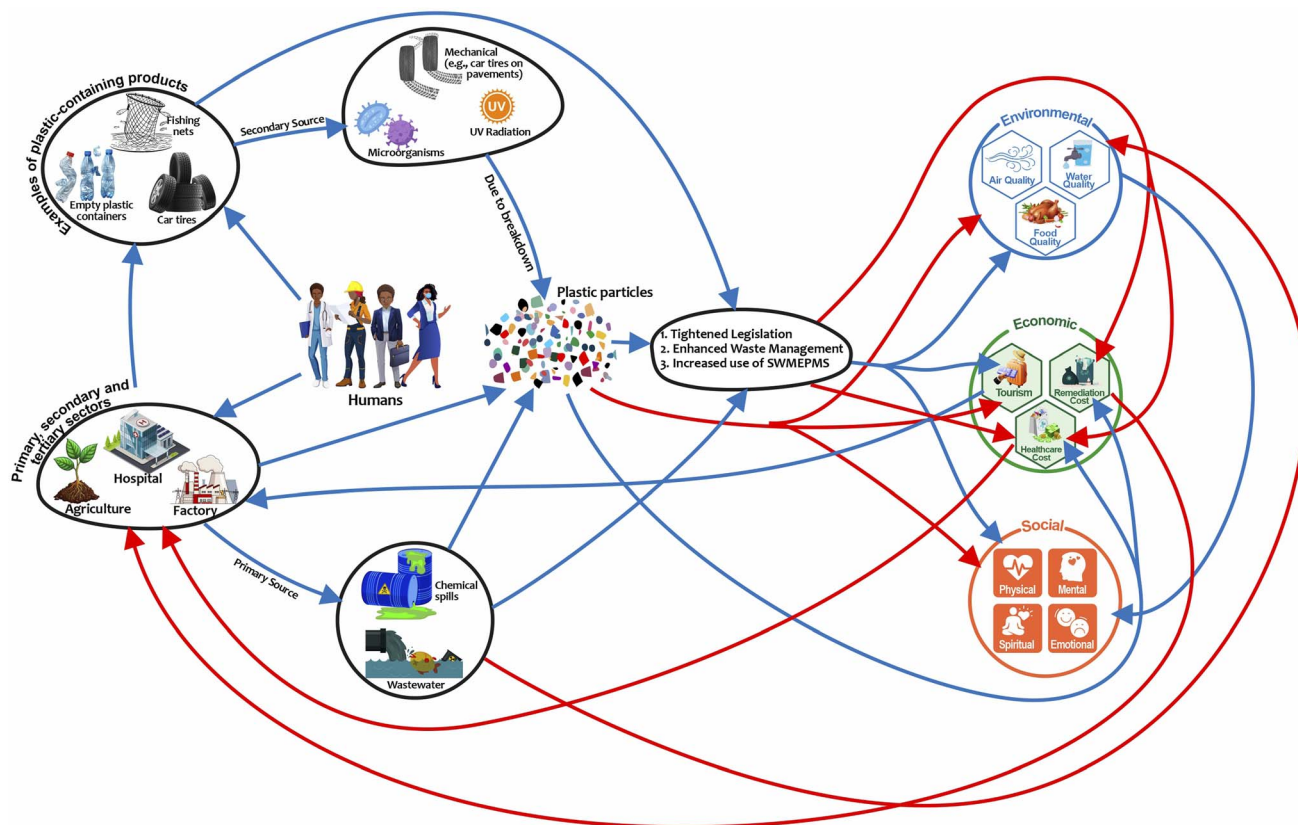 Examples of plastic-containing products
Fishing
nets
Empty plastic
containers
Car tires
Secondary Source
Mechanical
(e.g., car tires on
pavements)
UV
UV Radiation
Microorganisms
Due to breakdown
Humans
Plastic particles
1. Tightened Legislation
2. Enhanced Waste Management
3. Increased use of SWMEPMS
Primary, secondary and
tertiary sectors
H
Hospital
Agriculture
Factory
Primary Source
Chemical
spills
Wastewater
Environmental
Air Quality
Water
Quality
Food
Quality
Economic
Tourism
Remediation
Cost
Healthcare
Cost
Social
Physical
Mental
Spiritual
Emotional